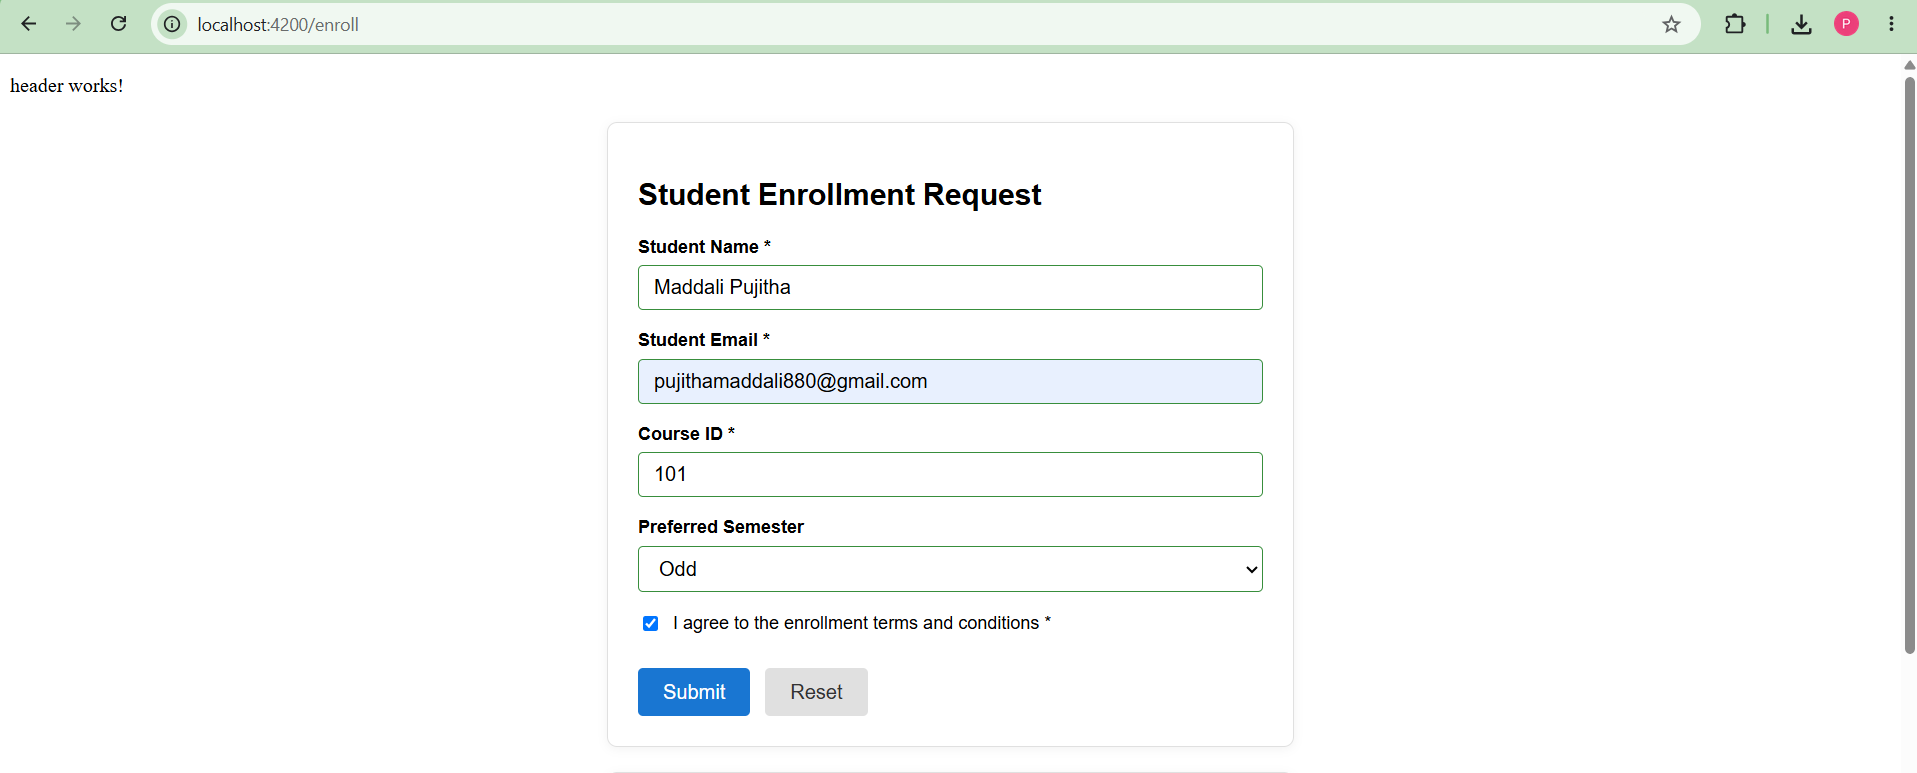 localhost:4200/enroll
P
header works!
Student Enrollment Request
Student Name *
Maddali Pujitha
Student Email *
pujithamaddali880@gmail.com
Course ID *
101
Preferred Semester
Odd
I agree to the enrollment terms and conditions *
Submit Reset